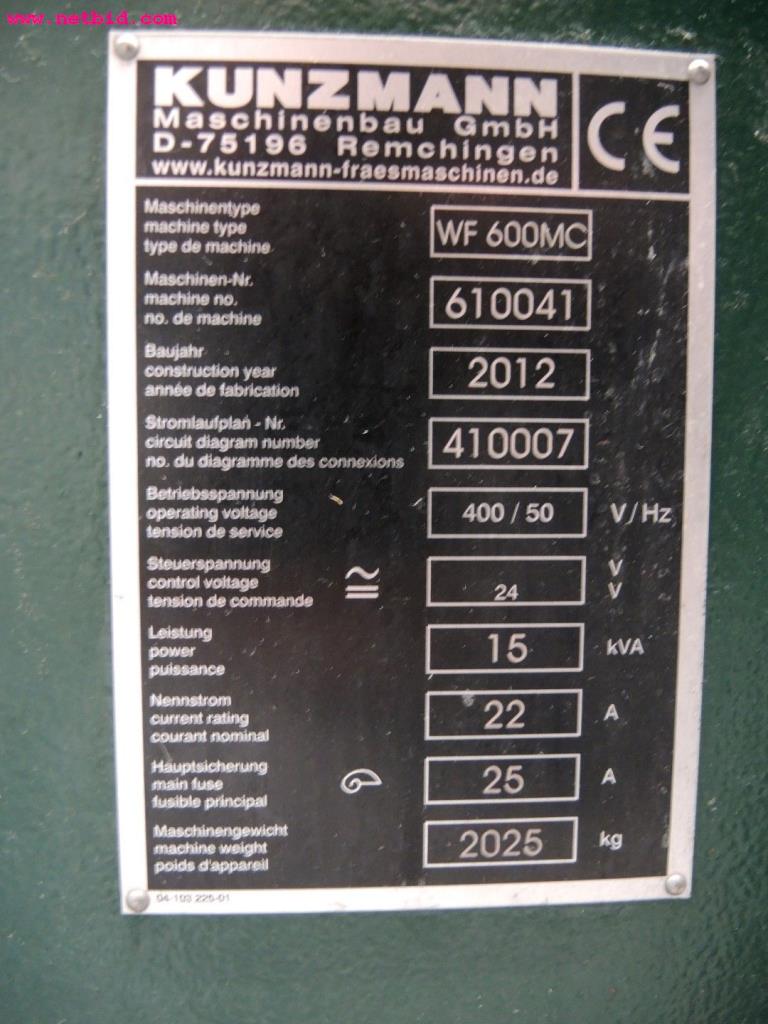 www.netbid.com
KUNZMANN
Maschinenbau GmbH
D-75196 Remchingen
www.kunzmann-fraesmaschinen.de
CE
Maschinentype
machine type
type de machine
WF 600MC
Maschinen-Nr.
machine no.
no. de machine
610041
Baujahr
construction year
année de fabrication
2012
Stromlaufplan - Nr.
circuit diagram number
no. du diagramme des connexions
410007
Betriebsspannung
operating voltage
tension de service
400 / 50 V/Hz
Steuerspannung
control voltage
tension de commande
V
24 V
Leistung
power
puissance
15 kVA
Nennstrom
current rating
courant nominal
22 A
Hauptsicherung
main fuse
fusible principal
25 A
Maschinengewicht
machine weight
poids d'appareil
2025 kg
04-103 225-01